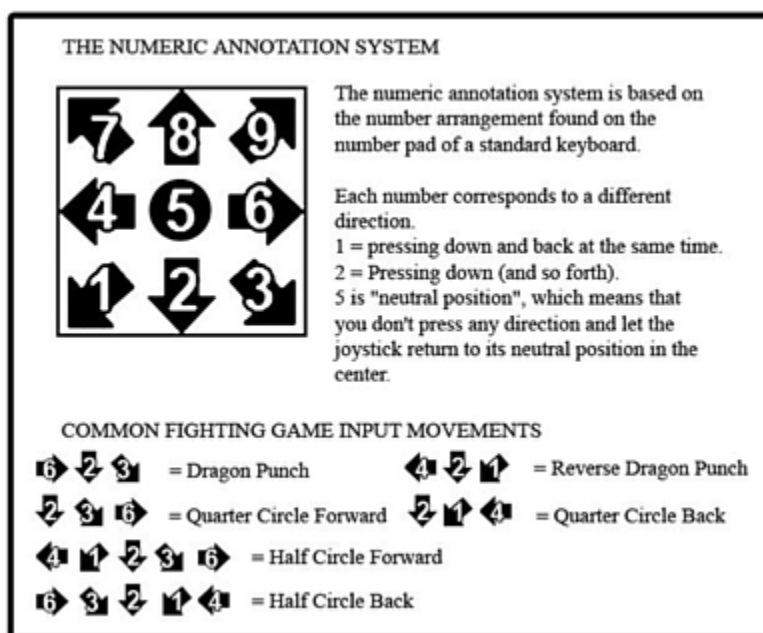 THE NUMERIC ANNOTATION SYSTEM
7 8 9
4 5 6
1 2 3
The numeric annotation system is based on
the number arrangement found on the
number pad of a standard keyboard.
Each number corresponds to a different
direction.
1 = pressing down and back at the same time.
2 = Pressing down (and so forth).
5 is "neutral position", which means that
you don't press any direction and let the
joystick return to its neutral position in the
center.
COMMON FIGHTING GAME INPUT MOVEMENTS
6 2 3 = Dragon Punch
4 2 1 = Reverse Dragon Punch
2 3 6 = Quarter Circle Forward
2 1 4 = Quarter Circle Back
4 1 2 3 6 = Half Circle Forward
6 3 2 1 4 = Half Circle Back